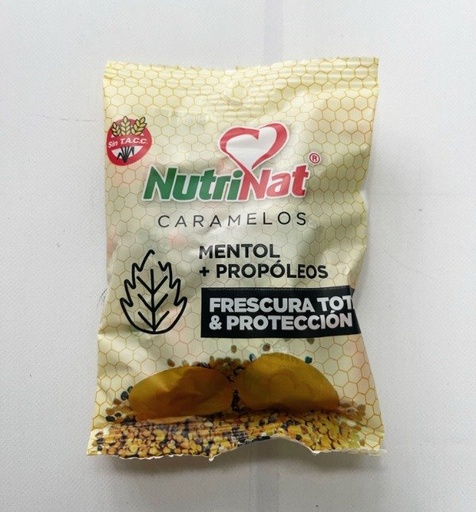 Sin T.A.C.C.
NutriNat®
CARAMELOS
MENTOL
+ PROPÓLEOS
FRESCURA TOT
& PROTECCIÓN